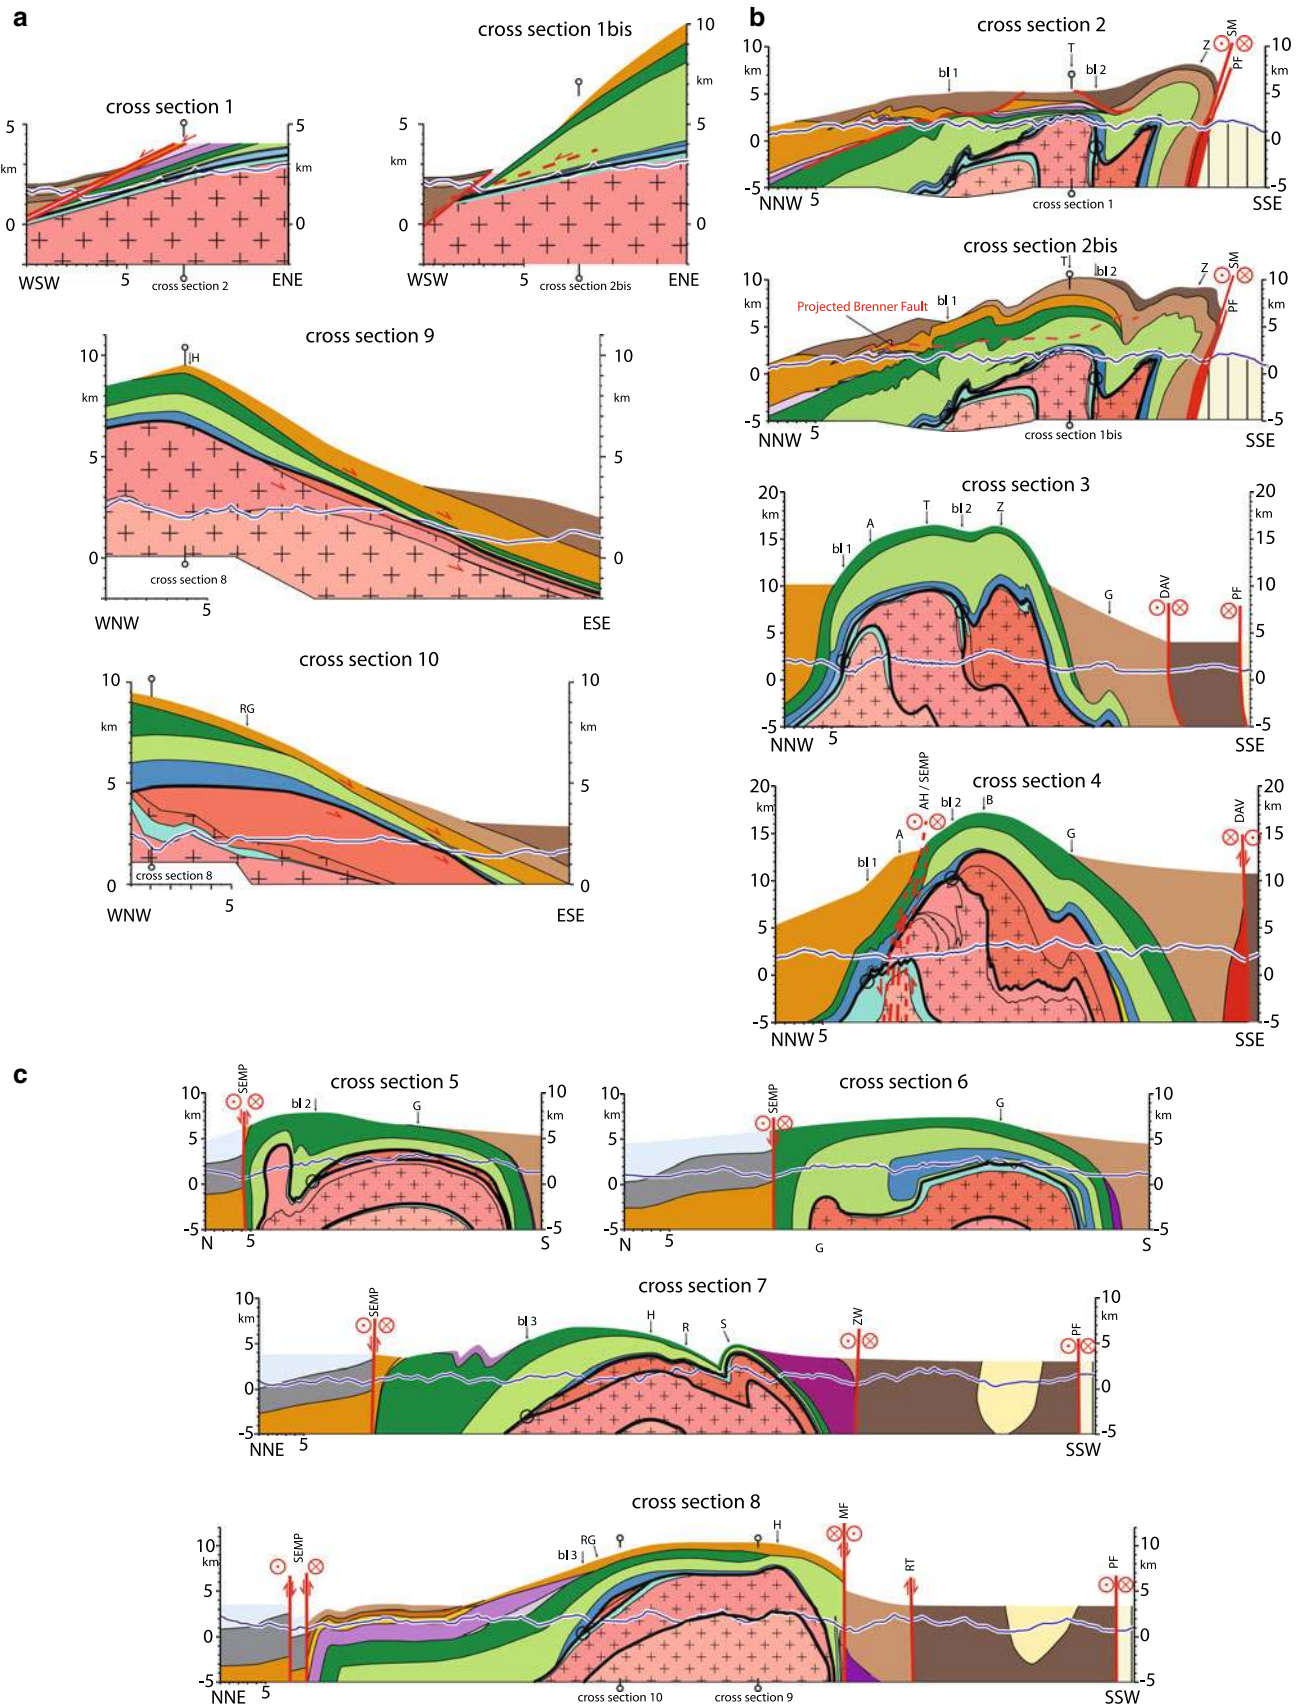 a
cross section 1
5
km
0
5
km
0
WSW
5
cross section 2
ENE
cross section 1bis
10
5
km
0
5
km
0
WSW
5
cross section 2bis
ENE
cross section 9
H
10
km
5
0
10
km
5
0
cross section 8
5
WNW
ESE
cross section 10
RG
10
km
5
0
10
km
5
0
cross section 8
WNW
5
ESE
b
cross section 2
T
bl 1
bl 2
Z
SM
PF
10
km
5
0
-5
10
km
5
0
-5
NNW
5
cross section 1
SSE
cross section 2bis
T
bl 1
bl 2
Z
SM
PF
Projected Brenner Fault
10
km
5
0
-5
10
km
5
0
-5
NNW
5
cross section 1bis
SSE
cross section 3
bl 1
A
T
bl 2
Z
G
DAV
PF
20
km
15
10
5
0
-5
20
km
15
10
5
0
-5
NNW
5
SSE
cross section 4
bl 1
A
AH / SEMP
bl 2
B
G
DAV
20
km
15
10
5
0
-5
20
km
15
10
5
0
-5
NNW
5
SSE
c
cross section 5
SEMP
bl 2
G
10
km
5
0
-5
10
km
5
0
-5
N
5
S
cross section 6
SEMP
G
10
km
5
0
-5
10
km
5
0
-5
N
5
G
S
cross section 7
SEMP
bl 3
H
R
S
ZW
PF
10
km
5
0
-5
10
km
5
0
-5
NNE
5
SSW
cross section 8
SEMP
bl 3
RG
H
MF
RT
PF
10
km
5
0
-5
10
km
5
0
-5
NNE
5
cross section 10
cross section 9
SSW